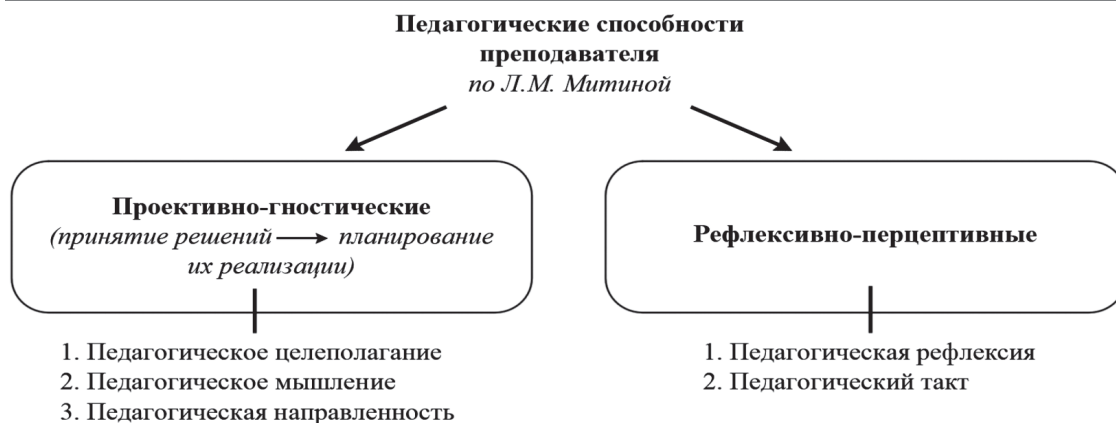 Педагогические способности
преподавателя
по Л.М. Митиной
Проективно-гностические
(принятие решений → планирование
их реализации)
Рефлексивно-перцептивные
1. Педагогическое целеполагание
2. Педагогическое мышление
3. Педагогическая направленность
1. Педагогическая рефлексия
2. Педагогический такт